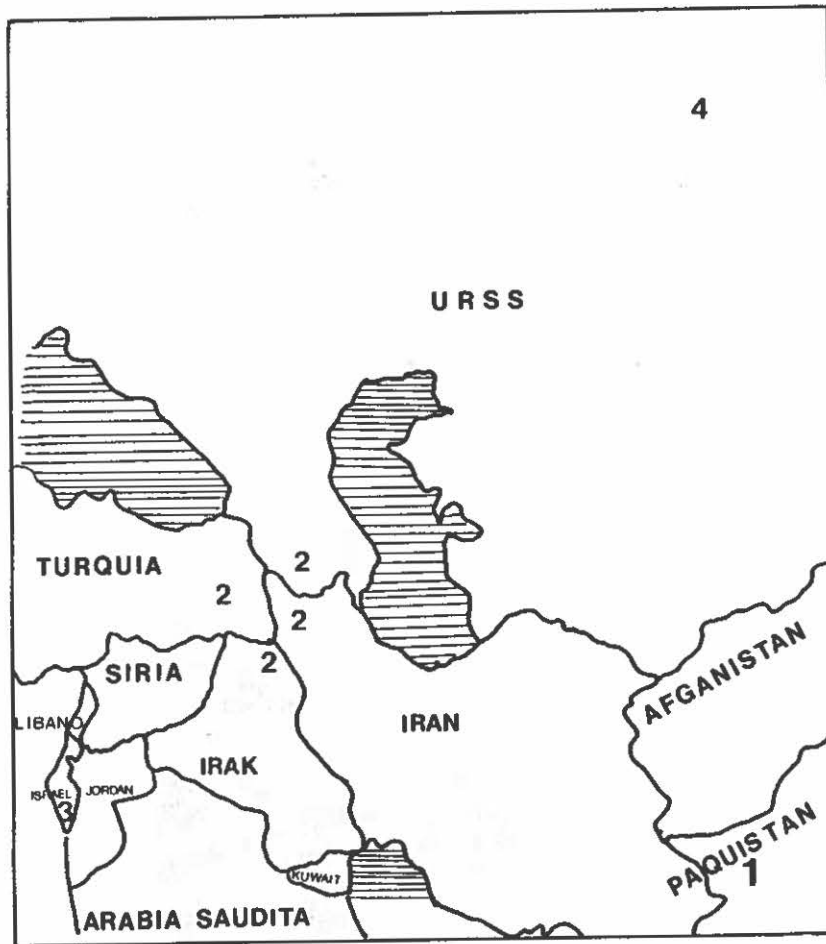 4
URSS
TURQUIA
2
2
2
2
SIRIA
AFGANISTAN
LIBANO
IRAN
IRAK
ISRAEL
JORDAN
3
PAQUISTAN
1
KUWAIT
ARABIA SAUDITA